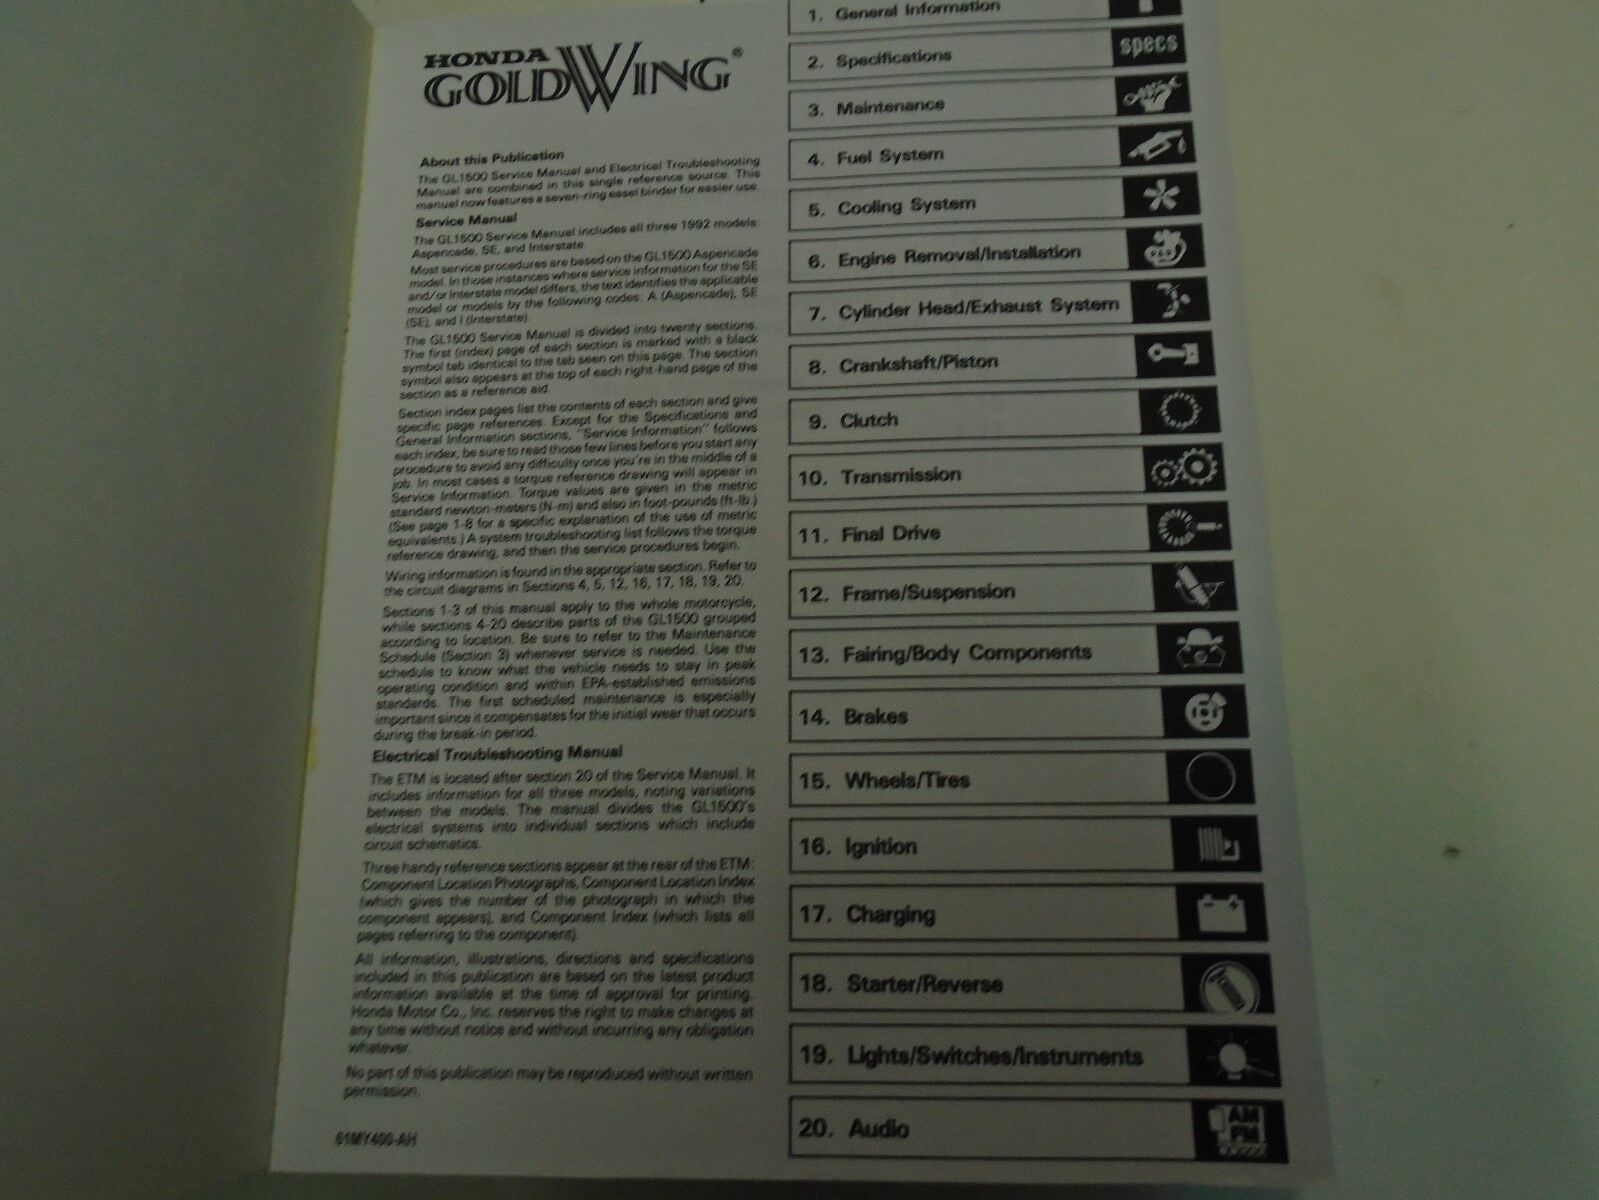 HONDA
GOLDWING®
About this Publication
The GL1500 Service Manual and Electrical Troubleshooting
Manual are combined in this single reference source. This
manual now features a seven-ring easel binder for easier use.
Service Manual
The GL1500 Service Manual includes all three 1992 models:
Aspencade, SE, and Interstate.
Most service procedures are based on the GL1500 Aspencade
model. In those instances where service information for the SE
and/or Interstate model differs, the text identifies the applicable
model or models by the following codes: A (Aspencade), SE
(SE), and I (Interstate).
The GL1500 Service Manual is divided into twenty sections.
The first (index) page of each section is marked with a black
symbol tab identical to the tab seen on this page. The section
symbol also appears at the top of each right-hand page of the
section as a reference aid.
Section index pages list the contents of each section and give
specific page references. Except for the Specifications and
General Information sections, "Service Information" follows
each index; be sure to read those few lines before you start any
procedure to avoid any difficulty once you're in the middle of a
job. In most cases a torque reference drawing will appear in
Service Information. Torque values are given in the metric
standard newton-meters (N-m) and also in foot-pounds (ft-lb.)
(See page 1-8 for a specific explanation of the use of metric
equivalents.) A system troubleshooting list follows the torque
reference drawing, and then the service procedures begin.
Wiring information is found in the appropriate section. Refer to
the circuit diagrams in Sections 4, 5, 12, 16, 17, 18, 19, 20.
Sections 1-3 of this manual apply to the whole motorcycle,
while sections 4-20 describe parts of the GL1500 grouped
according to location. Be sure to refer to the Maintenance
Schedule (Section 3) whenever service is needed. Use the
schedule to know what the vehicle needs to stay in peak
operating condition and within EPA-established emissions
standards. The first scheduled maintenance is especially
important since it compensates for the initial wear that occurs
during the break-in period.
Electrical Troubleshooting Manual
The ETM is located after section 20 of the Service Manual. It
includes information for all three models, noting variations
between the models. The manual divides the GL1500's
electrical systems into individual sections which include
circuit schematics.
Three handy reference sections appear at the rear of the ETM:
Component Location Photographs, Component Location Index
(which gives the number of the photograph in which the
component appears), and Component Index (which lists all
pages referring to the component).
All information, illustrations, directions and specifications
included in this publication are based on the latest product
information available at the time of approval for printing.
Honda Motor Co., Inc. reserves the right to make changes at
any time without notice and without incurring any obligation
whatever.
No part of this publication may be reproduced without written
permission.
61MY400-AH
1. General Information
2. Specifications
specs
3. Maintenance
4. Fuel System
5. Cooling System
6. Engine Removal/Installation
7. Cylinder Head/Exhaust System
8. Crankshaft/Piston
9. Clutch
10. Transmission
11. Final Drive
12. Frame/Suspension
13. Fairing/Body Components
14. Brakes
15. Wheels/Tires
16. Ignition
17. Charging
18. Starter/Reverse
19. Lights/Switches/Instruments
20. Audio
AM
FM